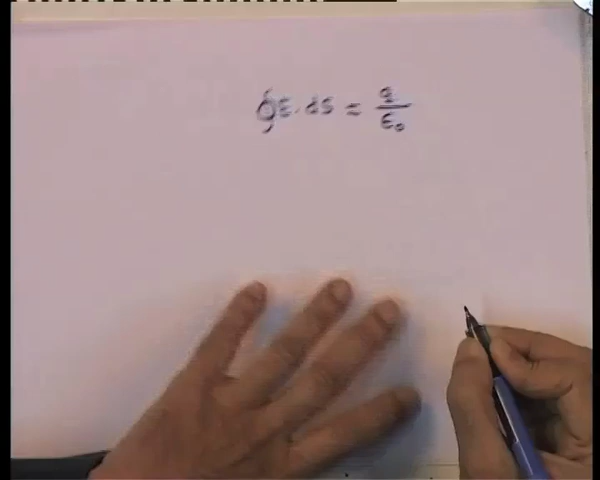 ∮E. ds = q/ε₀